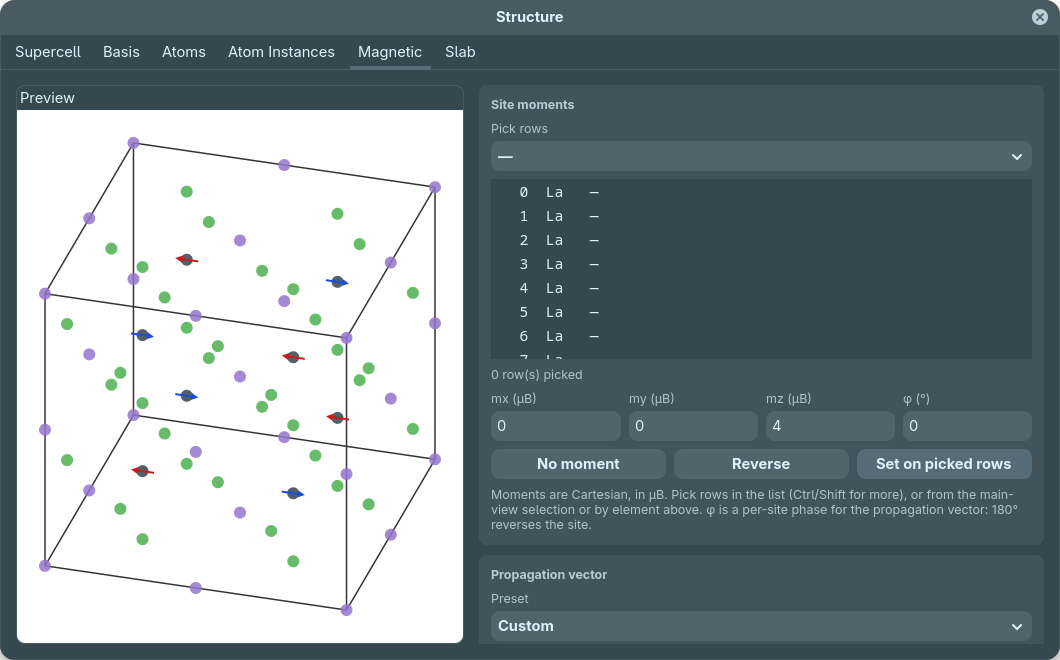 Structure
Supercell Basis Atoms Atom Instances Magnetic Slab
Preview
Site moments
Pick rows
—
0 La —
1 La —
2 La —
3 La —
4 La —
5 La —
6 La —
7 La —
0 row(s) picked
mx (μB) my (μB) mz (μB) φ (°)
0 0 4 0
No moment Reverse Set on picked rows
Moments are Cartesian, in μB. Pick rows in the list (Ctrl/Shift for more), or from the main-
view selection or by element above. φ is a per-site phase for the propagation vector: 180°
reverses the site.
Propagation vector
Preset
Custom